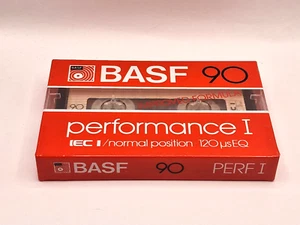 BASF 90
performance I
IEC I/normal position 120 µs EQ
BASF 90 PERF I